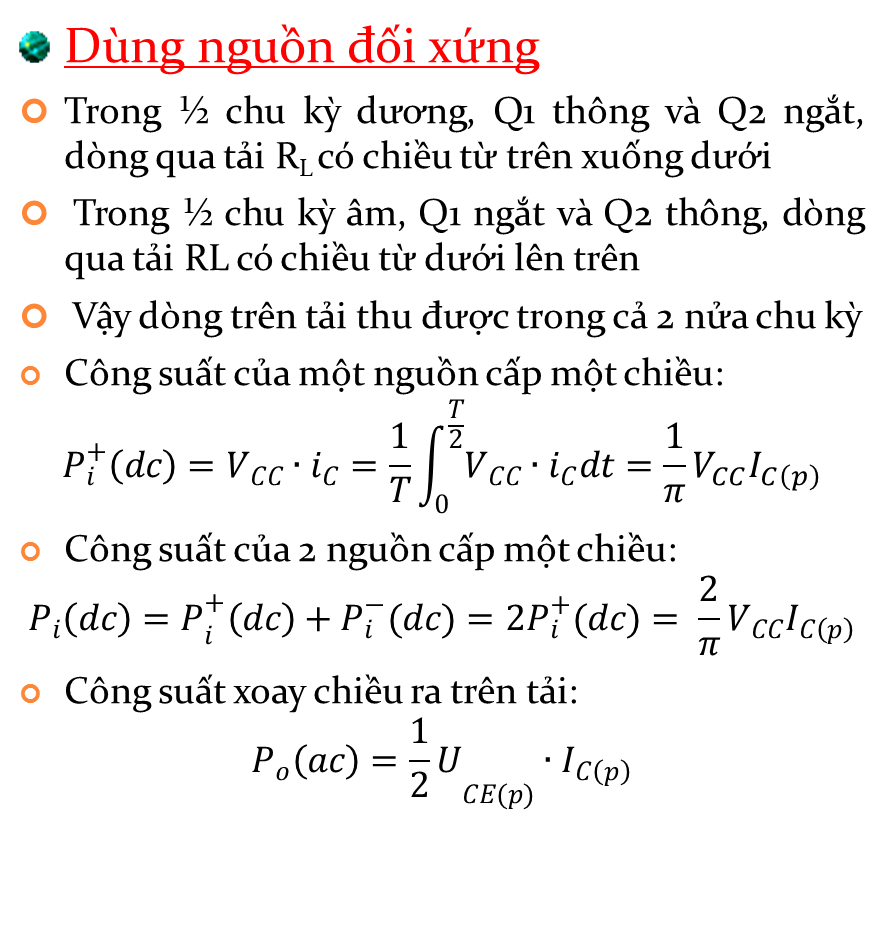 Dùng nguồn đối xứng
Trong ½ chu kỳ dương, Q1 thông và Q2 ngắt,
dòng qua tải R_L có chiều từ trên xuống dưới
Trong ½ chu kỳ âm, Q1 ngắt và Q2 thông, dòng
qua tải RL có chiều từ dưới lên trên
Vậy dòng trên tải thu được trong cả 2 nửa chu kỳ
Công suất của một nguồn cấp một chiều:
P_i^+(dc) = V_{CC} · i_C = \frac{1}{T} \int_0^{\frac{T}{2}} V_{CC} · i_C dt = \frac{1}{π} V_{CC} I_{C(p)}
Công suất của 2 nguồn cấp một chiều:
P_i(dc) = P_i^+(dc) + P_i^-(dc) = 2P_i^+(dc) = \frac{2}{π} V_{CC} I_{C(p)}
Công suất xoay chiều ra trên tải:
P_o(ac) = \frac{1}{2} U_{CE(p)} · I_{C(p)}